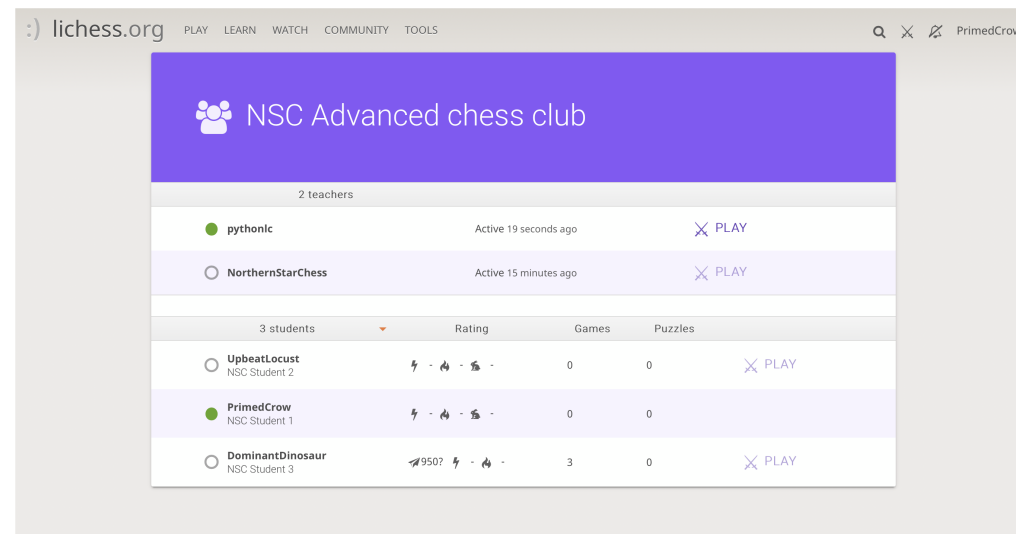 :) lichess.org PLAY LEARN WATCH COMMUNITY TOOLS PrimedCrow
NSC Advanced chess club
2 teachers
pythonlc Active 19 seconds ago PLAY
NorthernStarChess Active 15 minutes ago PLAY
3 students Rating Games Puzzles
UpbeatLocust
NSC Student 2
- - - 0 0 PLAY
PrimedCrow
NSC Student 1
- - - 0 0
DominantDinosaur
NSC Student 3
950? - - 3 0 PLAY